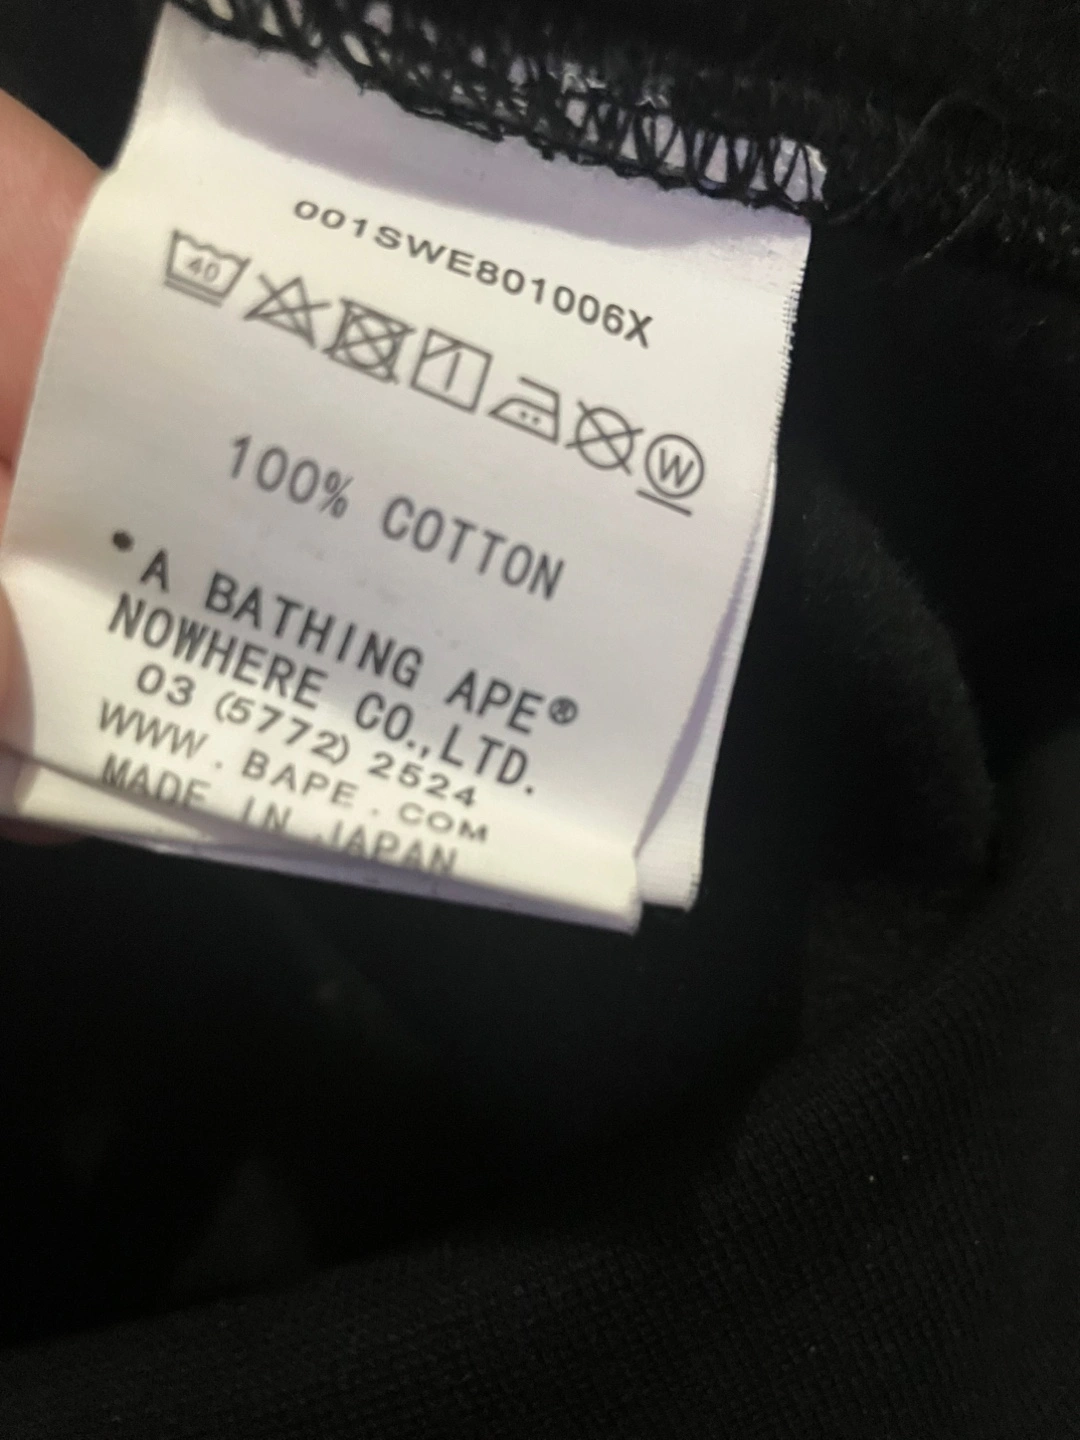 001SWE801006X
40
W
100% COTTON
•A BATHING APE®
NOWHERE CO.,LTD.
03 (5772) 2524
WWW.BAPE.COM
MADE IN JAPAN